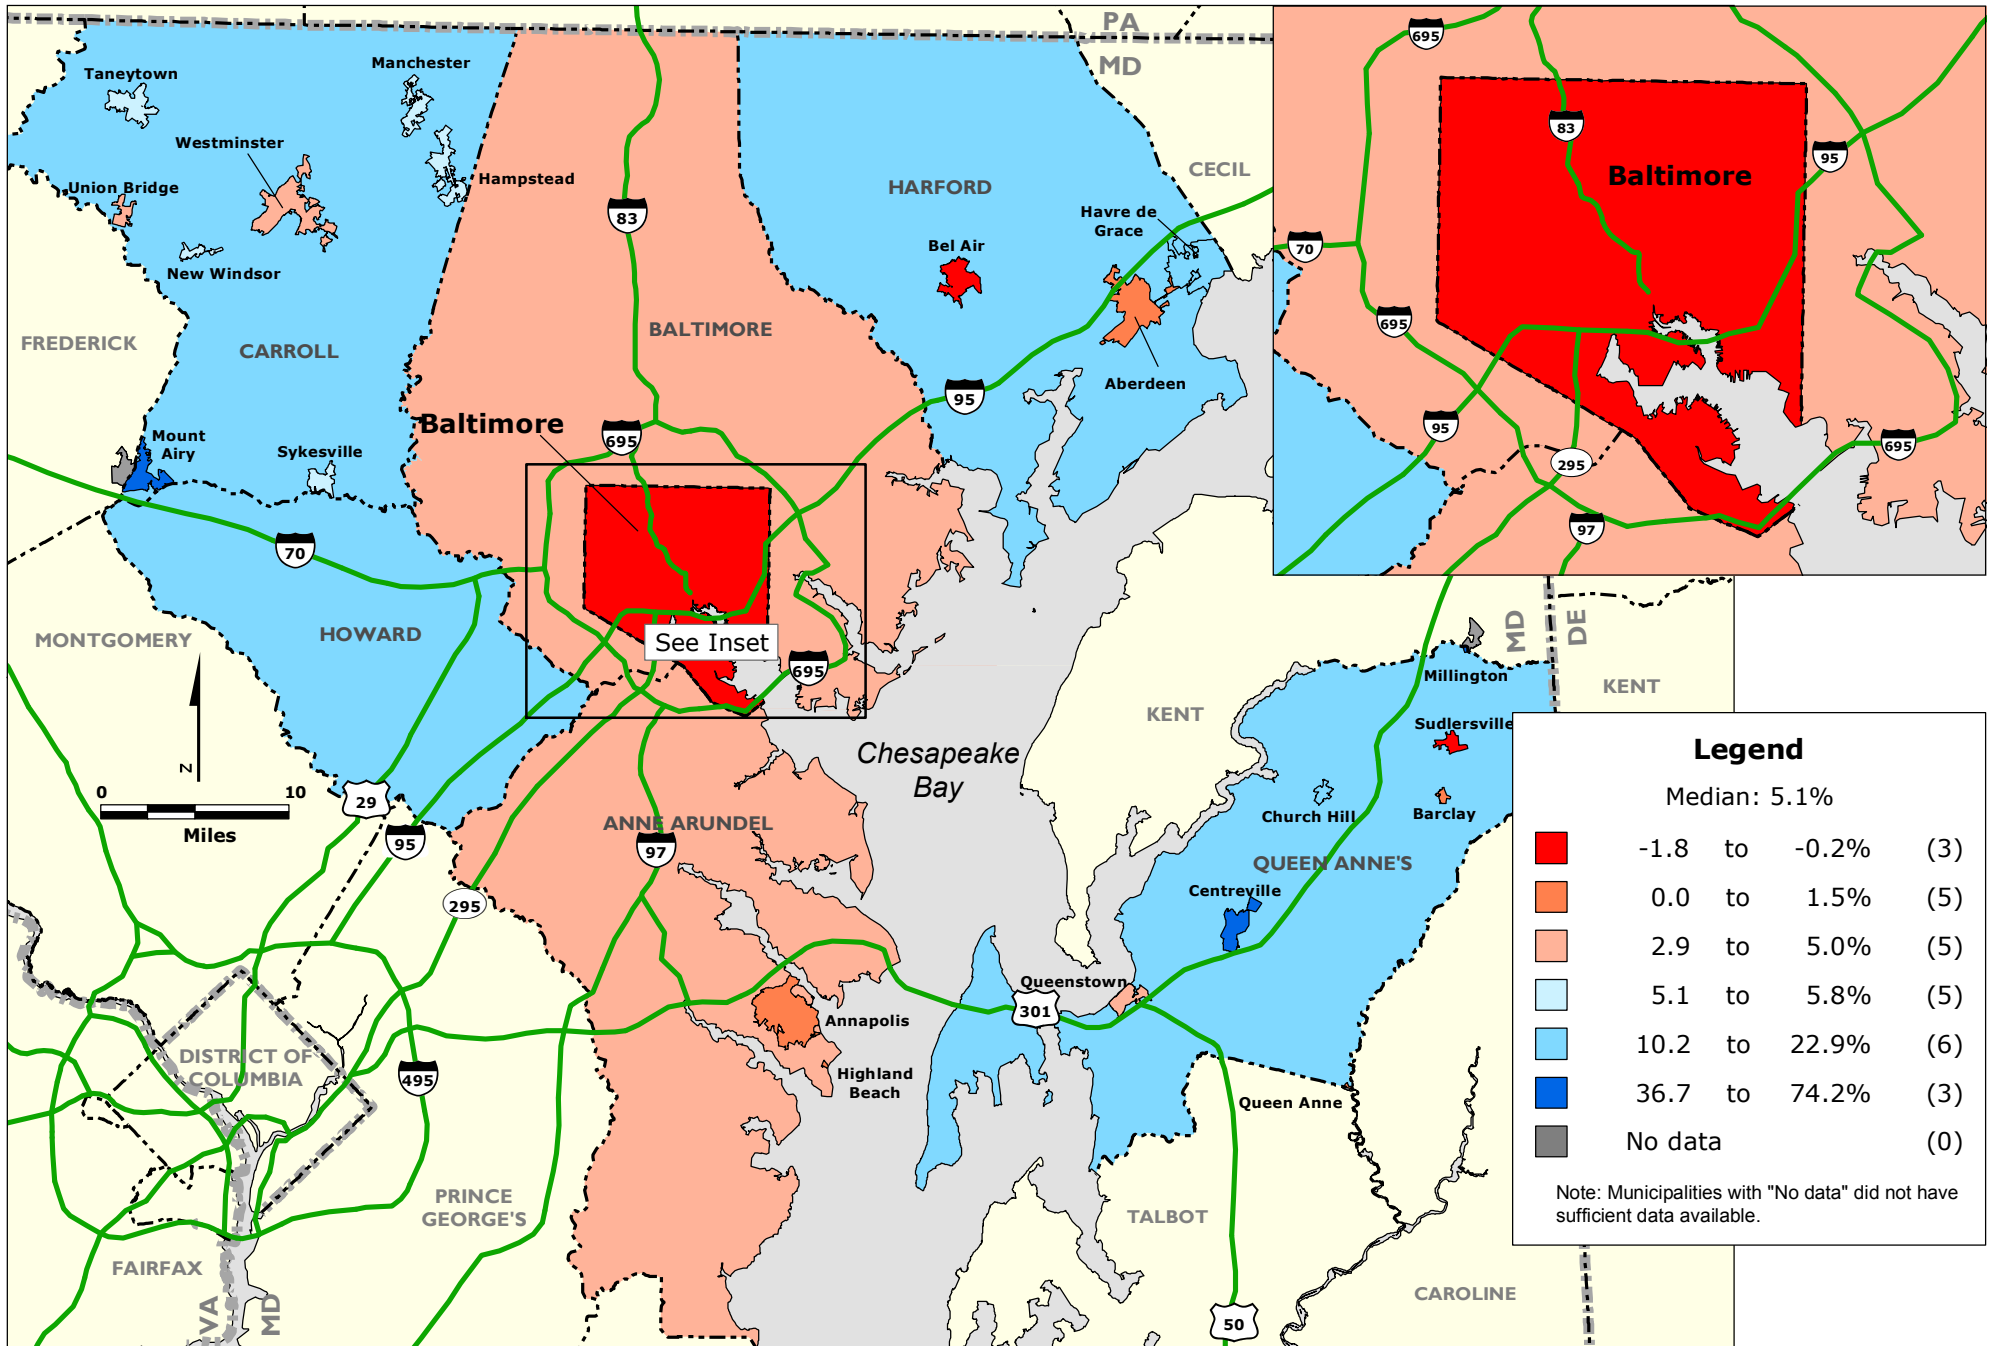 PA
MD
Taneytown
Manchester
Westminster
Hampstead
Union Bridge
New Windsor
83
HARFORD
CECIL
Havre de
Grace
Bel Air
Aberdeen
FREDERICK
CARROLL
BALTIMORE
95
Baltimore
695
Mount
Airy
Sykesville
70
HOWARD
MONTGOMERY
See Inset
695
N
0
10
Miles
29
95
295
ANNE ARUNDEL
97
Chesapeake
Bay
KENT
Annapolis
Highland
Beach
Queenstown
301
Centreville
QUEEN ANNE'S
Church Hill
Barclay
Sudlersville
Millington
MD
DE
KENT
Queen Anne
TALBOT
CAROLINE
50
DISTRICT OF
COLUMBIA
495
PRINCE
GEORGE'S
FAIRFAX
VA
MD
695
83
95
Baltimore
70
695
95
295
97
695
Legend
Median: 5.1%
-1.8 to -0.2% (3)
0.0 to 1.5% (5)
2.9 to 5.0% (5)
5.1 to 5.8% (5)
10.2 to 22.9% (6)
36.7 to 74.2% (3)
No data (0)
Note: Municipalities with "No data" did not have
sufficient data available.